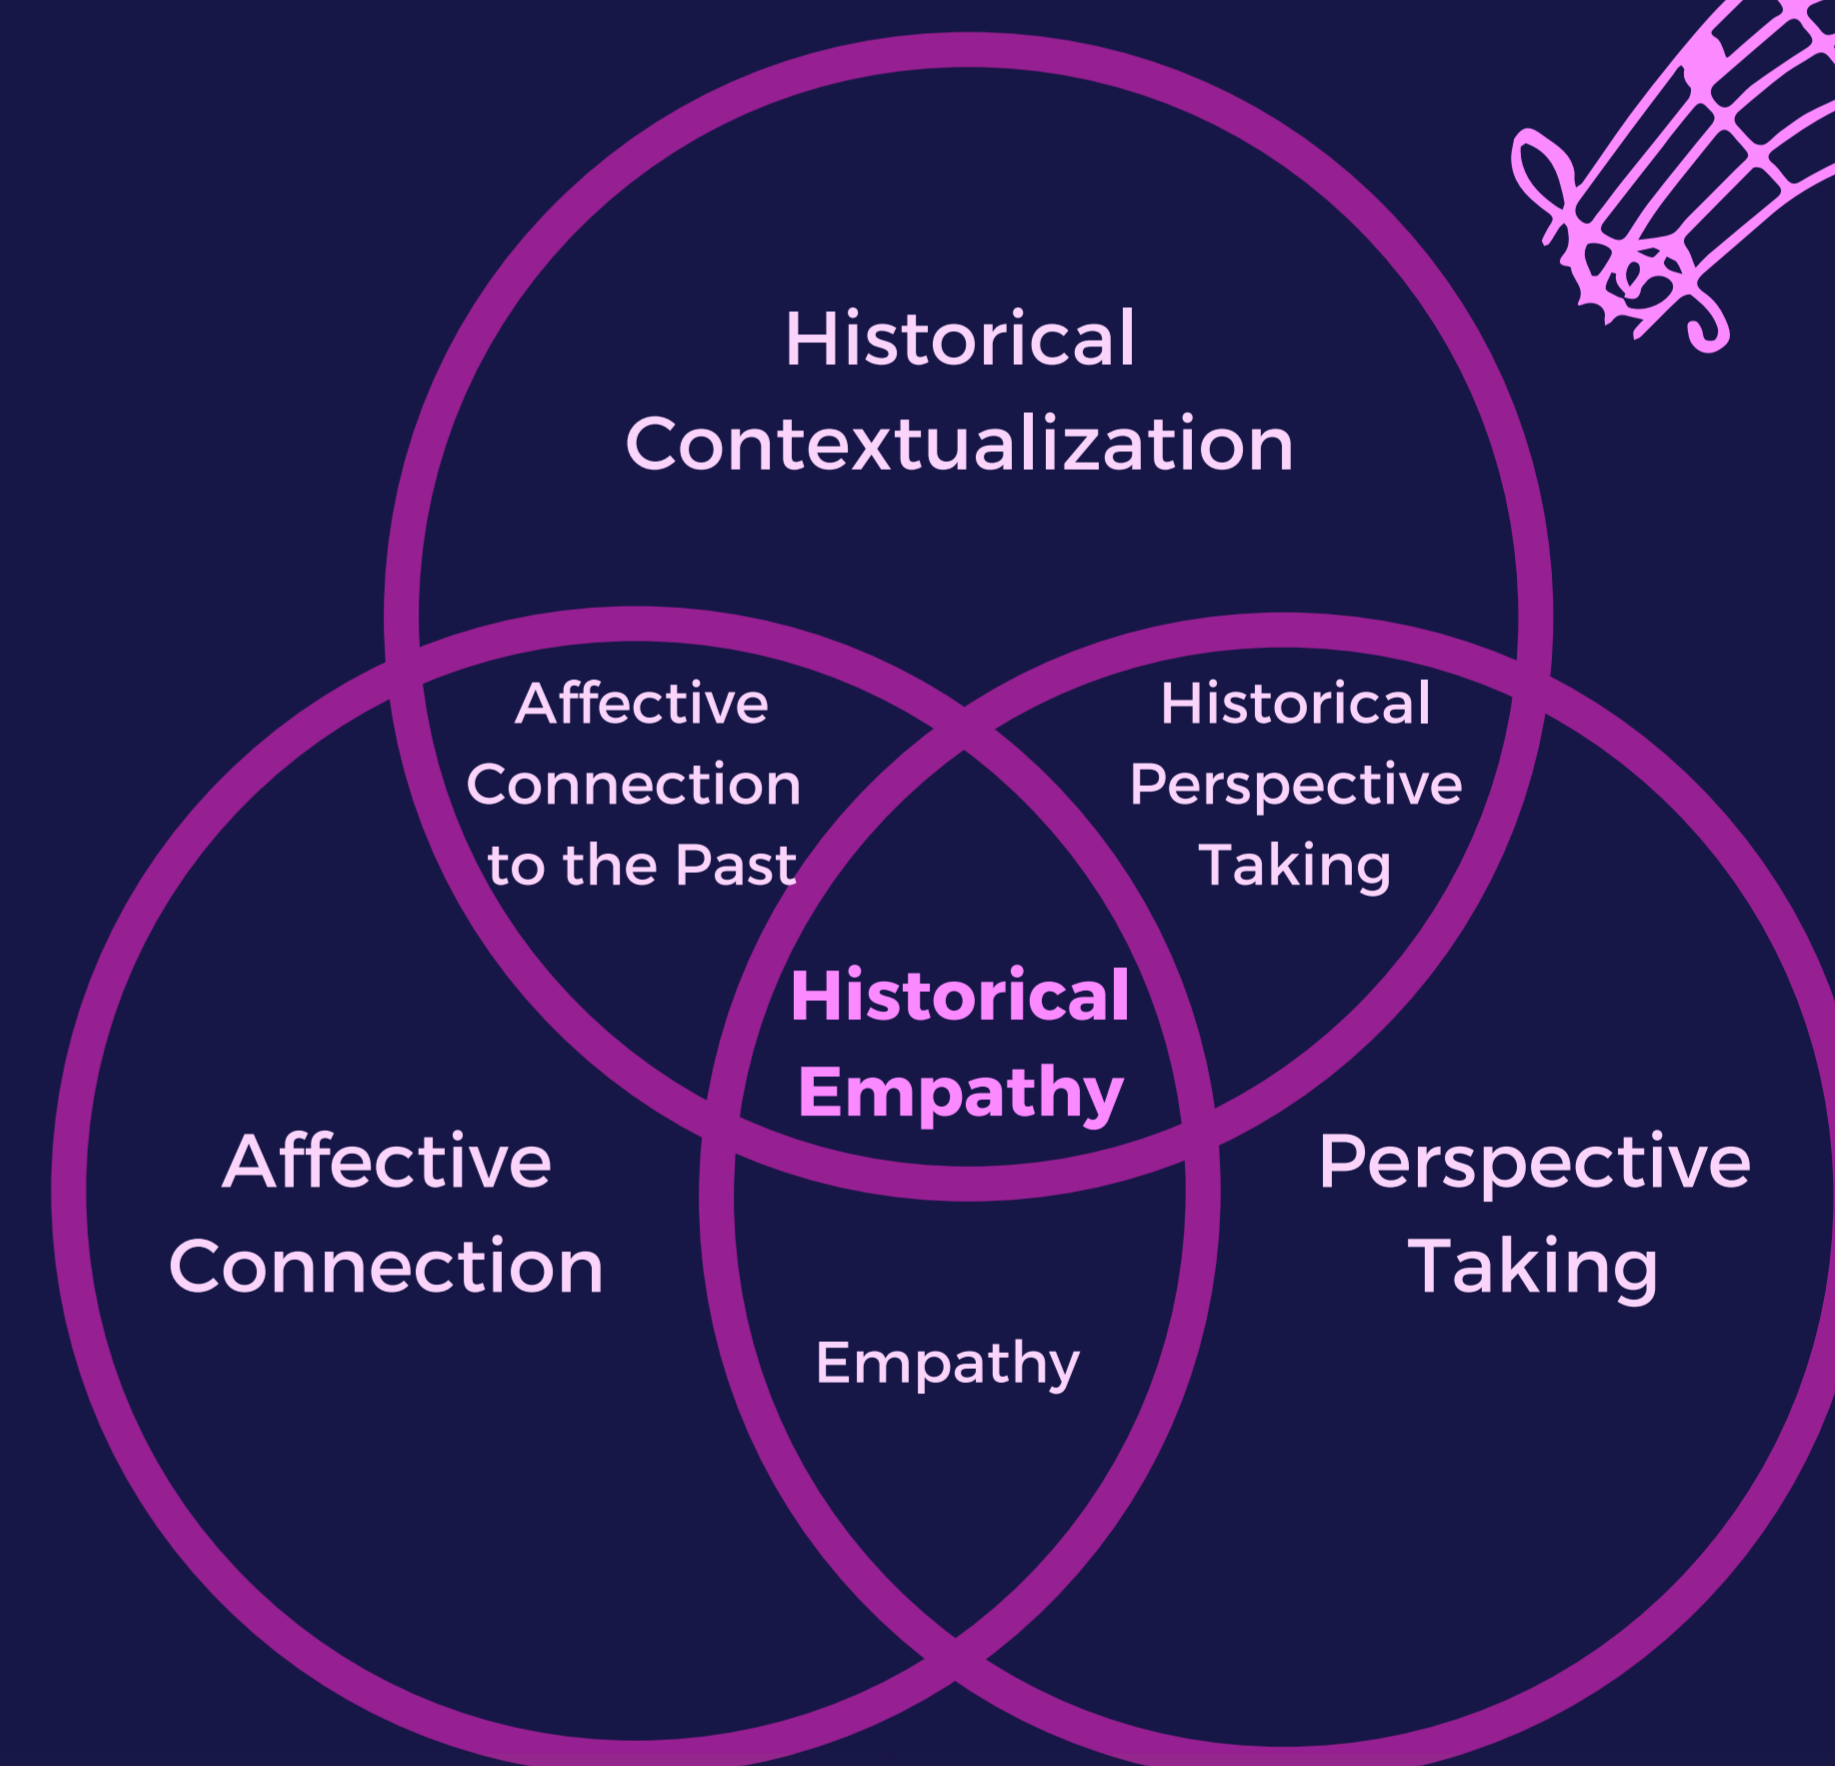 Historical
Contextualization
Affective
Connection
to the Past
Historical
Perspective
Taking
Historical
Empathy
Affective
Connection
Perspective
Taking
Empathy